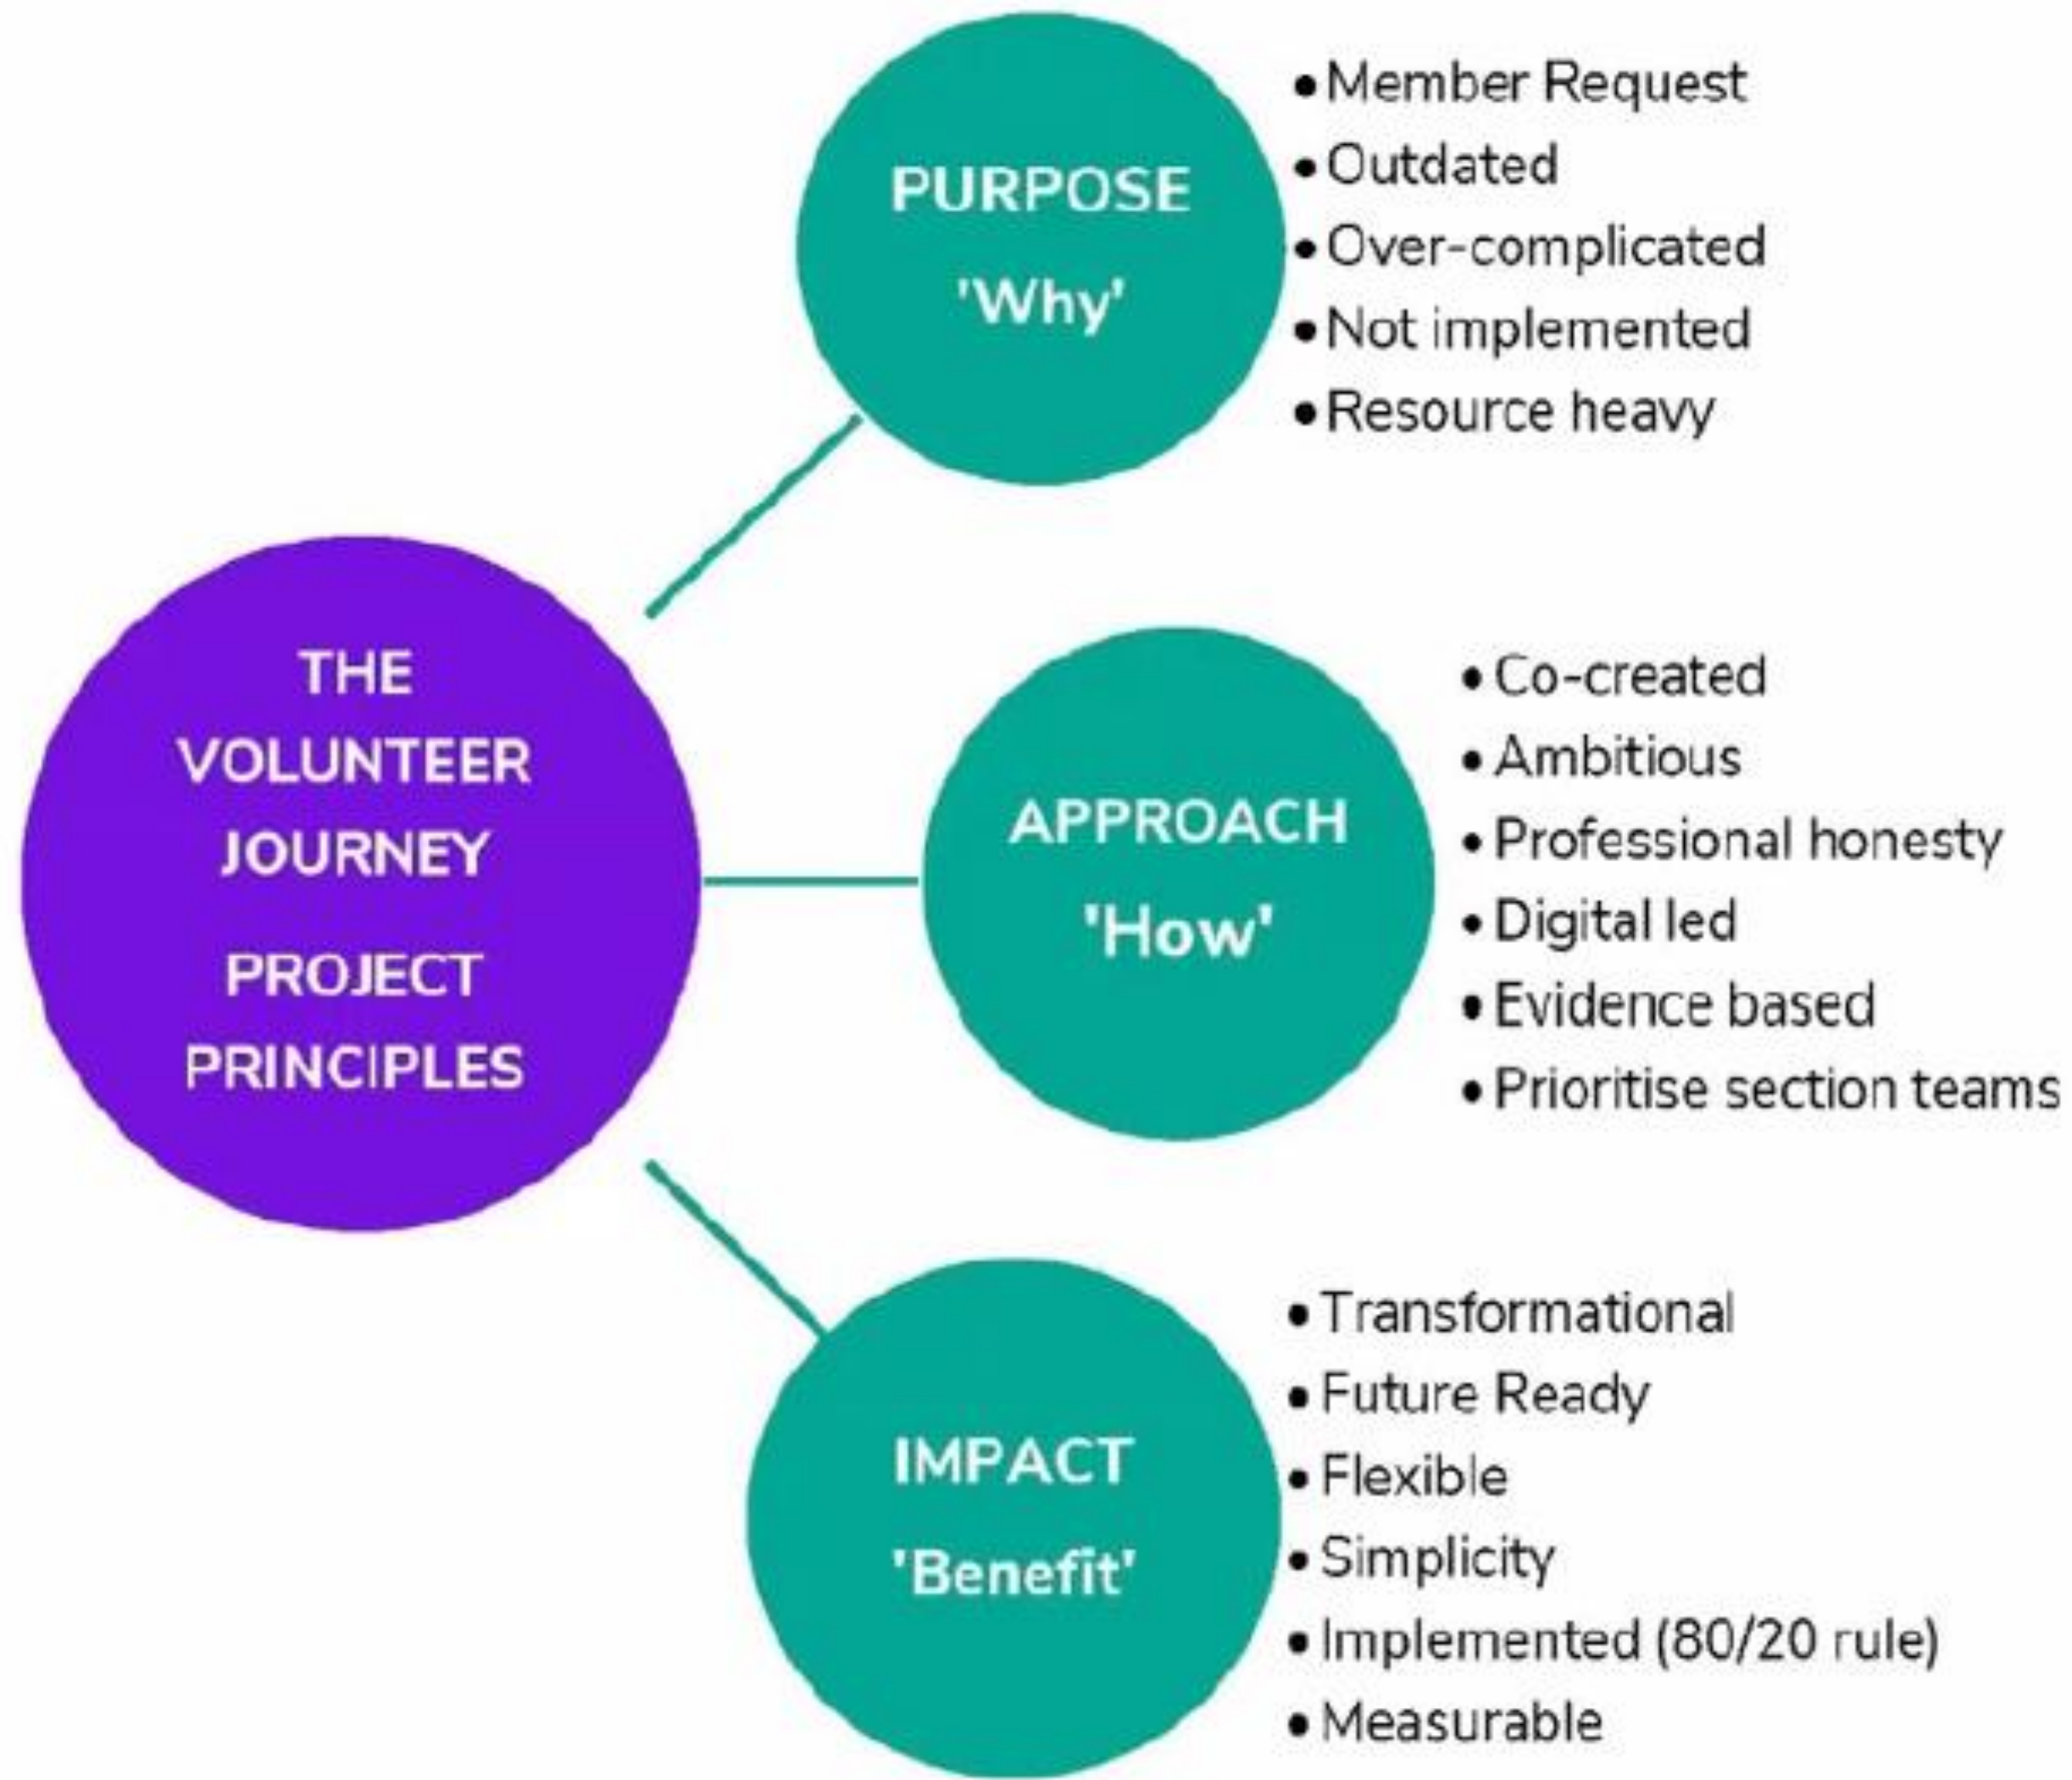 THE
VOLUNTEER
JOURNEY
PROJECT
PRINCIPLES
PURPOSE
'Why'
• Member Request
• Outdated
• Over-complicated
• Not implemented
• Resource heavy
APPROACH
'How'
• Co-created
• Ambitious
• Professional honesty
• Digital led
• Evidence based
• Prioritise section teams
IMPACT
'Benefit'
• Transformational
• Future Ready
• Flexible
• Simplicity
• Implemented (80/20 rule)
• Measurable